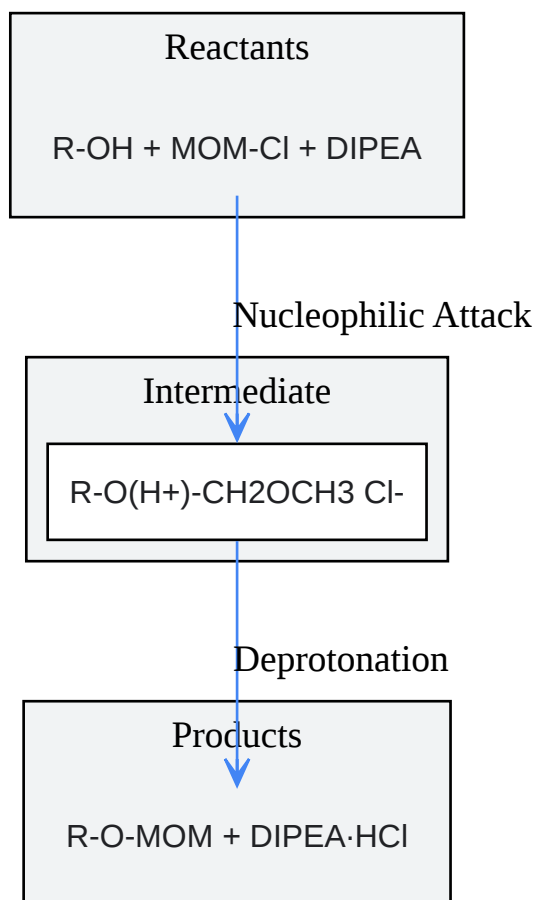 Reactants
R-OH + MOM-Cl + DIPEA
Nucleophilic Attack
Intermediate
R-O(H+)-CH2OCH3 Cl-
Deprotonation
Products
R-O-MOM + DIPEA·HCl